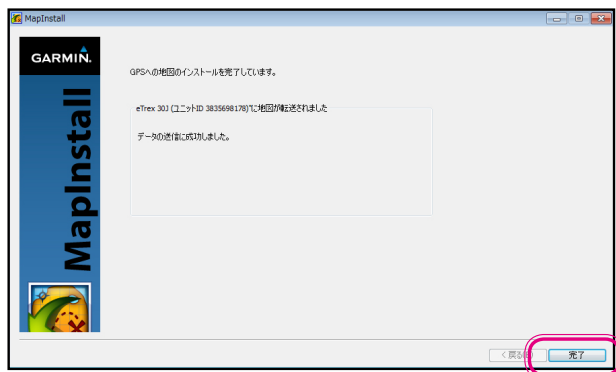 MapInstall
GARMIN.
MapInstall
GPSへの地図のインストールを完了しています。
eTrex 30J (ユニットID 3835698178)に地図が転送されました
データの送信に成功しました。
< 戻る
完了